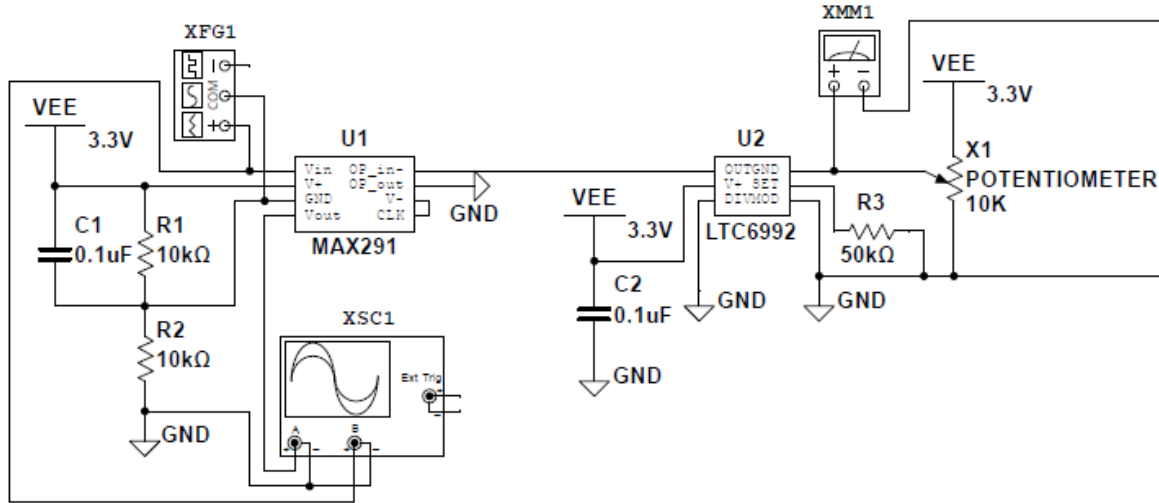 XFG1
COM
+
VEE
3.3V
C1
0.1uF
R1
10kΩ
R2
10kΩ
GND
U1
Vin OP_in-
V+ OP_out
GND V-
Vout CLK
MAX291
GND
XSC1
Ext Trig
+
-
A
B
+ - + -
VEE
3.3V
C2
0.1uF
GND
U2
OUTGND
V+ SET
DIVMOD
LTC6992
GND
R3
50kΩ
GND
XMM1
+ -
VEE
3.3V
X1
POTENTIOMETER
10K